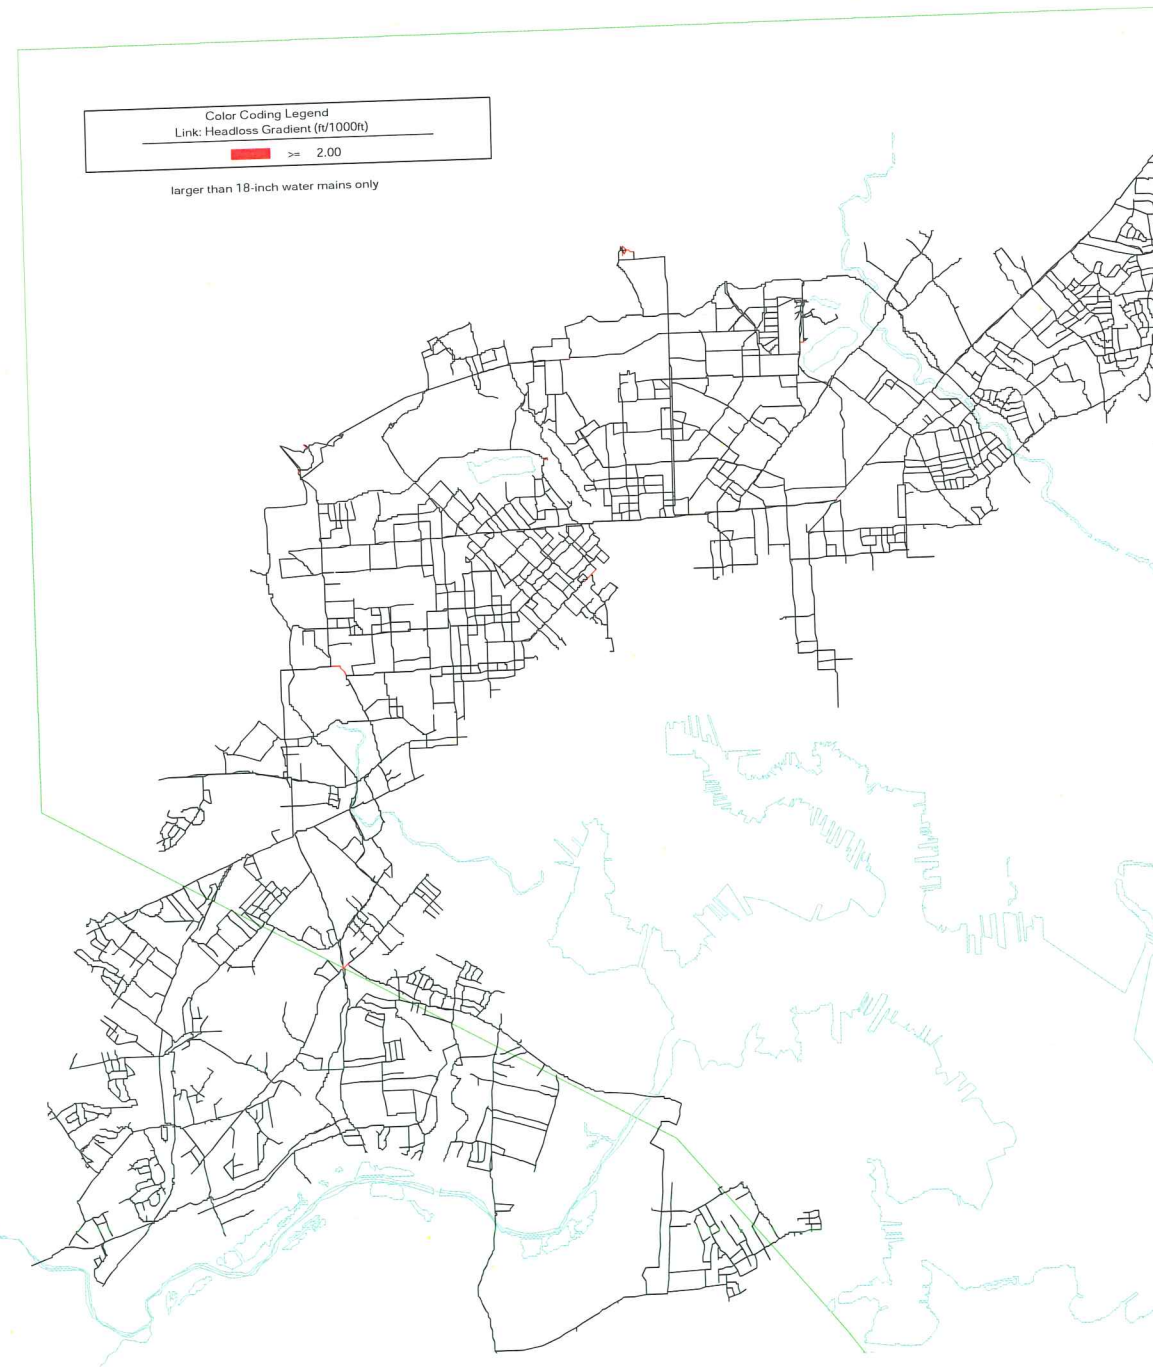 Color Coding Legend
Link: Headloss Gradient (ft/1000ft)
>= 2.00
larger than 18-inch water mains only